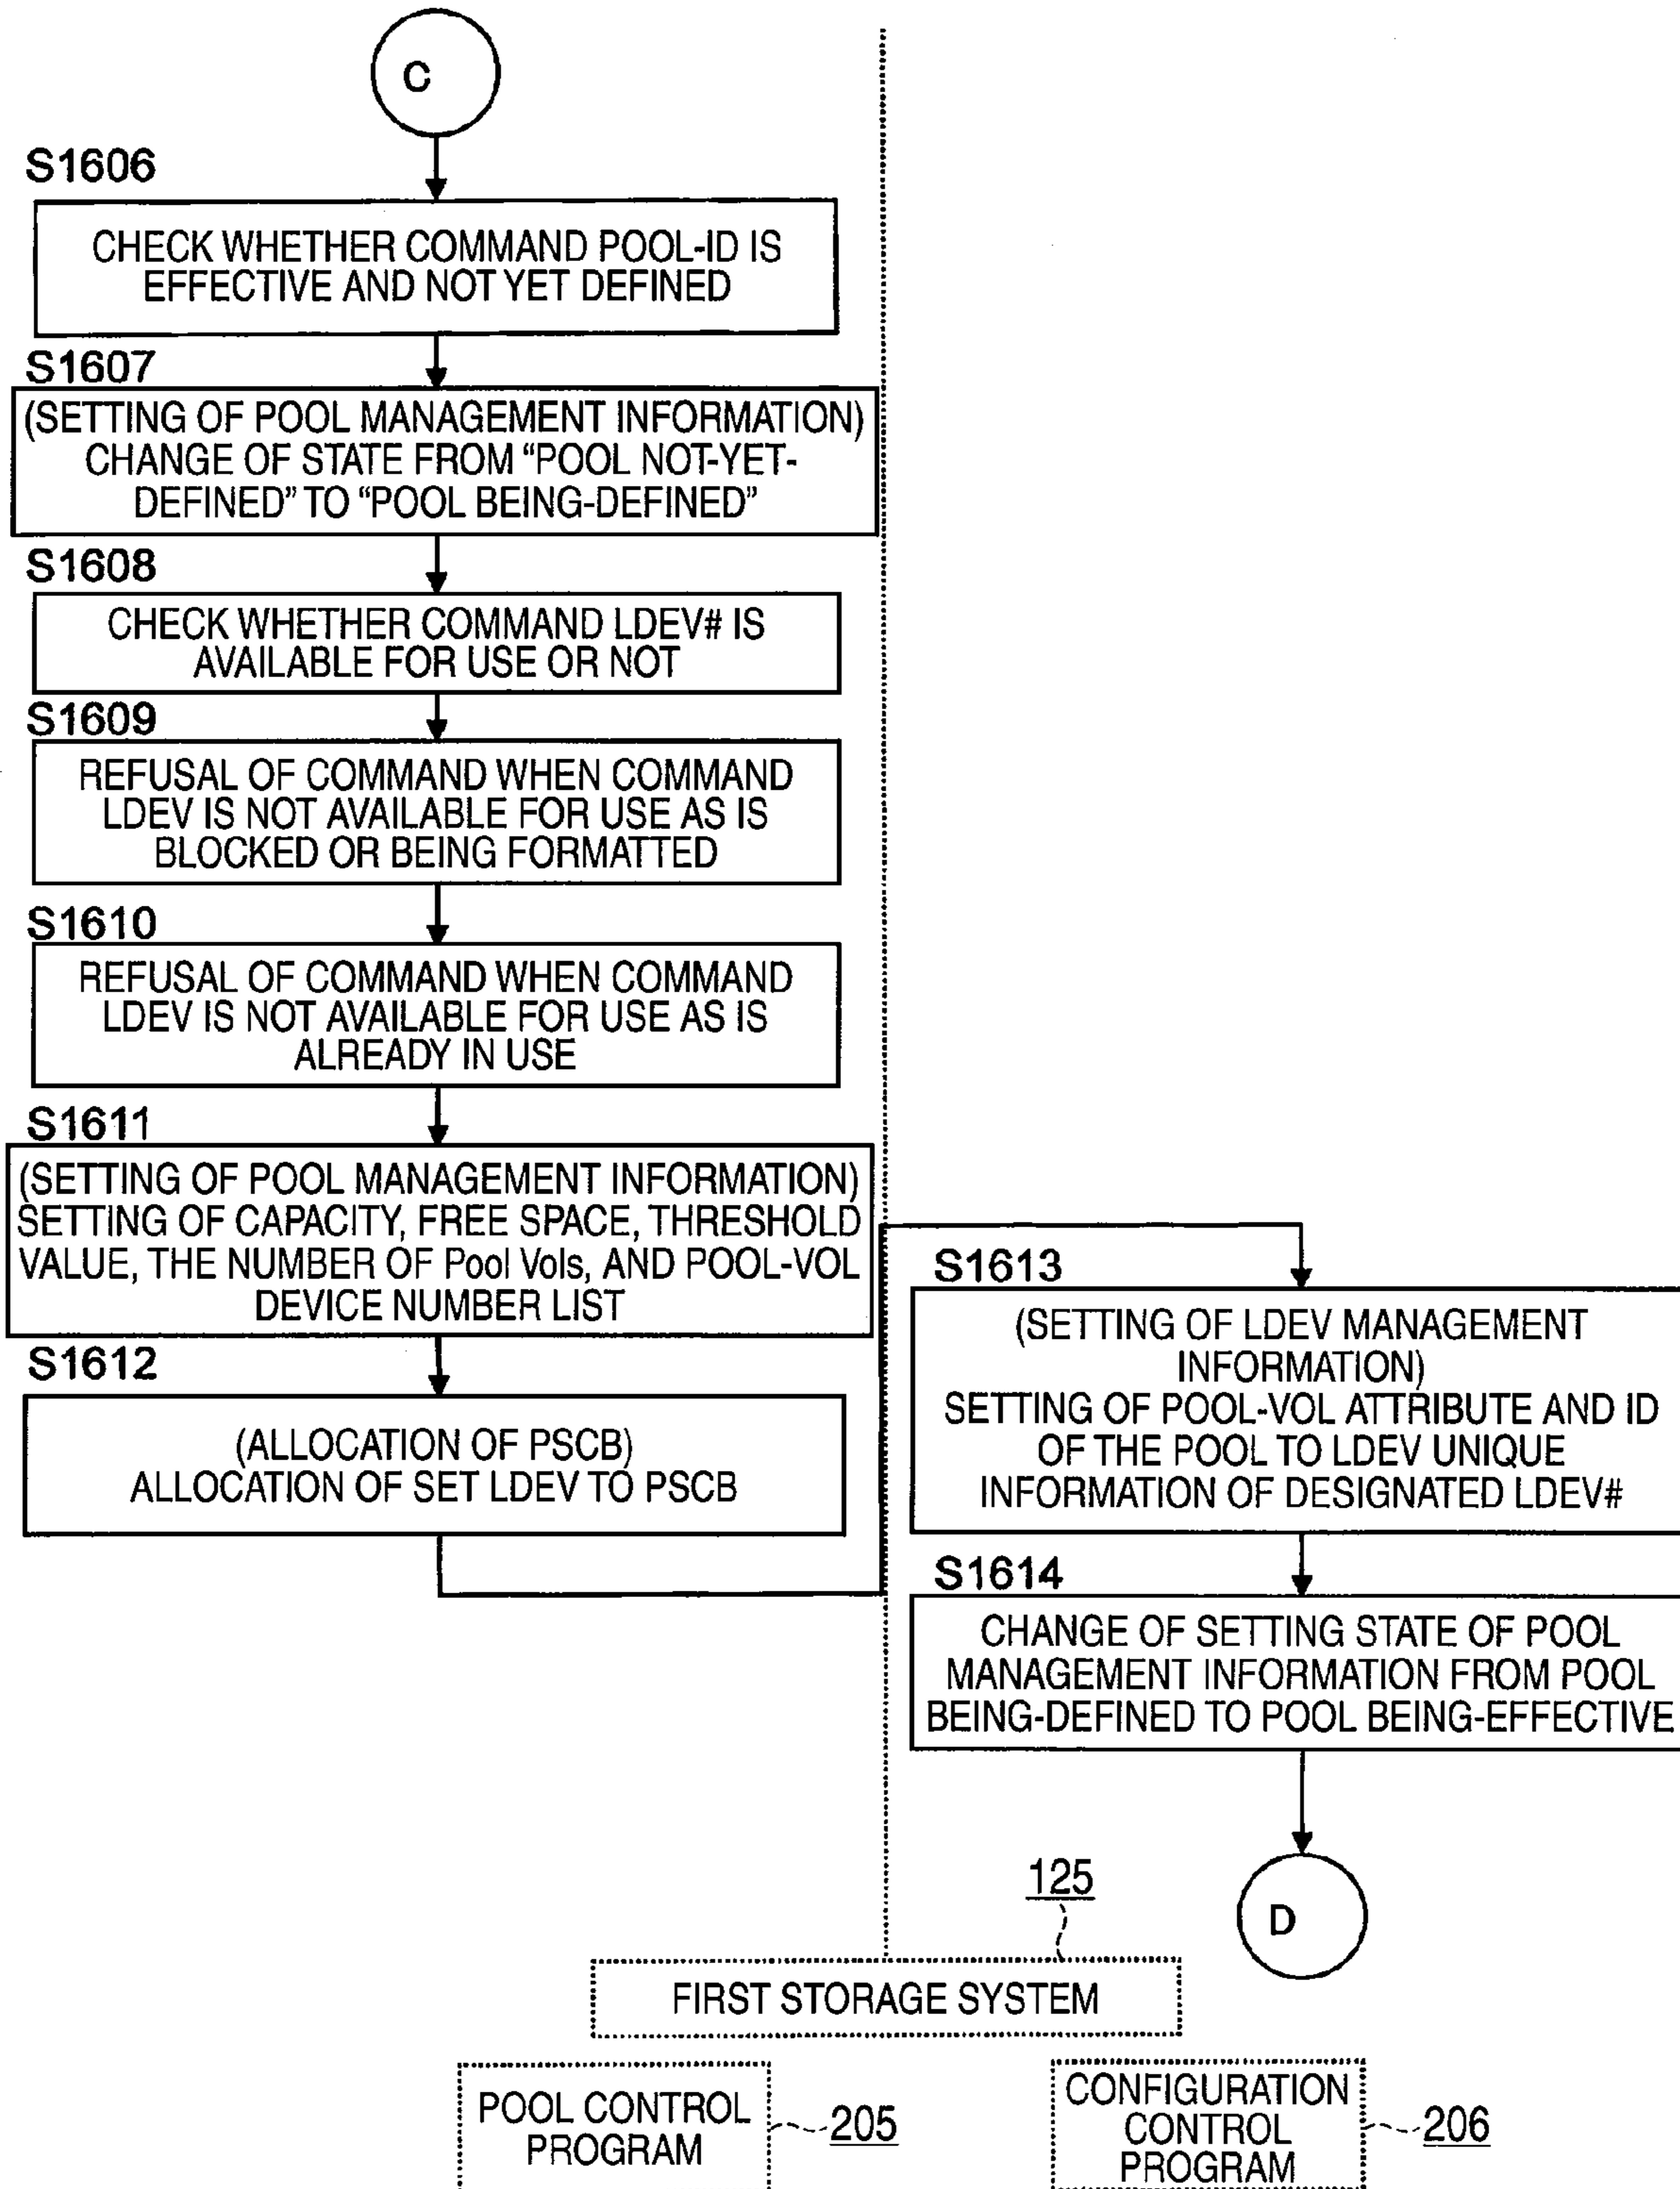 C
S1606
CHECK WHETHER COMMAND POOL-ID IS
EFFECTIVE AND NOT YET DEFINED
S1607
(SETTING OF POOL MANAGEMENT INFORMATION)
CHANGE OF STATE FROM “POOL NOT-YET-
DEFINED” TO “POOL BEING-DEFINED”
S1608
CHECK WHETHER COMMAND LDEV# IS
AVAILABLE FOR USE OR NOT
S1609
REFUSAL OF COMMAND WHEN COMMAND
LDEV IS NOT AVAILABLE FOR USE AS IS
BLOCKED OR BEING FORMATTED
S1610
REFUSAL OF COMMAND WHEN COMMAND
LDEV IS NOT AVAILABLE FOR USE AS IS
ALREADY IN USE
S1611
(SETTING OF POOL MANAGEMENT INFORMATION)
SETTING OF CAPACITY, FREE SPACE, THRESHOLD
VALUE, THE NUMBER OF Pool Vols, AND POOL-VOL
DEVICE NUMBER LIST
S1612
(ALLOCATION OF PSCB)
ALLOCATION OF SET LDEV TO PSCB
S1613
(SETTING OF LDEV MANAGEMENT
INFORMATION)
SETTING OF POOL-VOL ATTRIBUTE AND ID
OF THE POOL TO LDEV UNIQUE
INFORMATION OF DESIGNATED LDEV#
S1614
CHANGE OF SETTING STATE OF POOL
MANAGEMENT INFORMATION FROM POOL
BEING-DEFINED TO POOL BEING-EFFECTIVE
D
125
FIRST STORAGE SYSTEM
POOL CONTROL
PROGRAM
205
CONFIGURATION
CONTROL
PROGRAM
206